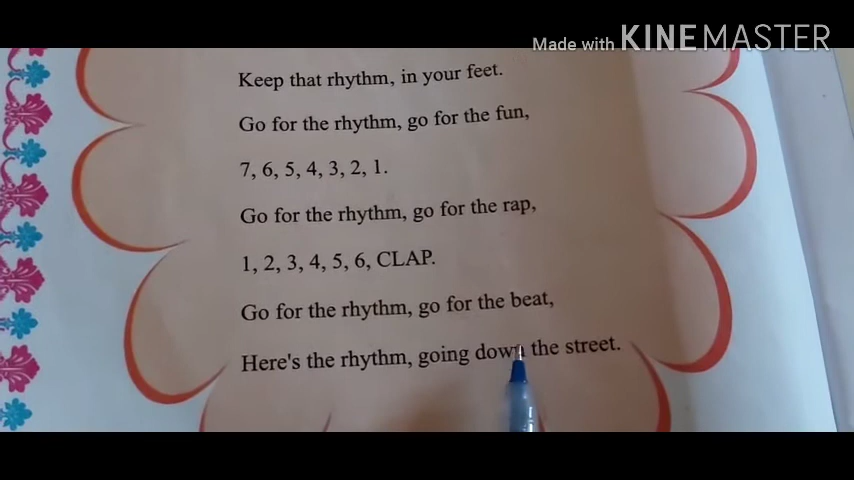 Made with KINEMASTER
Keep that rhythm, in your feet.
Go for the rhythm, go for the fun,
7, 6, 5, 4, 3, 2, 1.
Go for the rhythm, go for the rap,
1, 2, 3, 4, 5, 6, CLAP.
Go for the rhythm, go for the beat,
Here's the rhythm, going down the street.